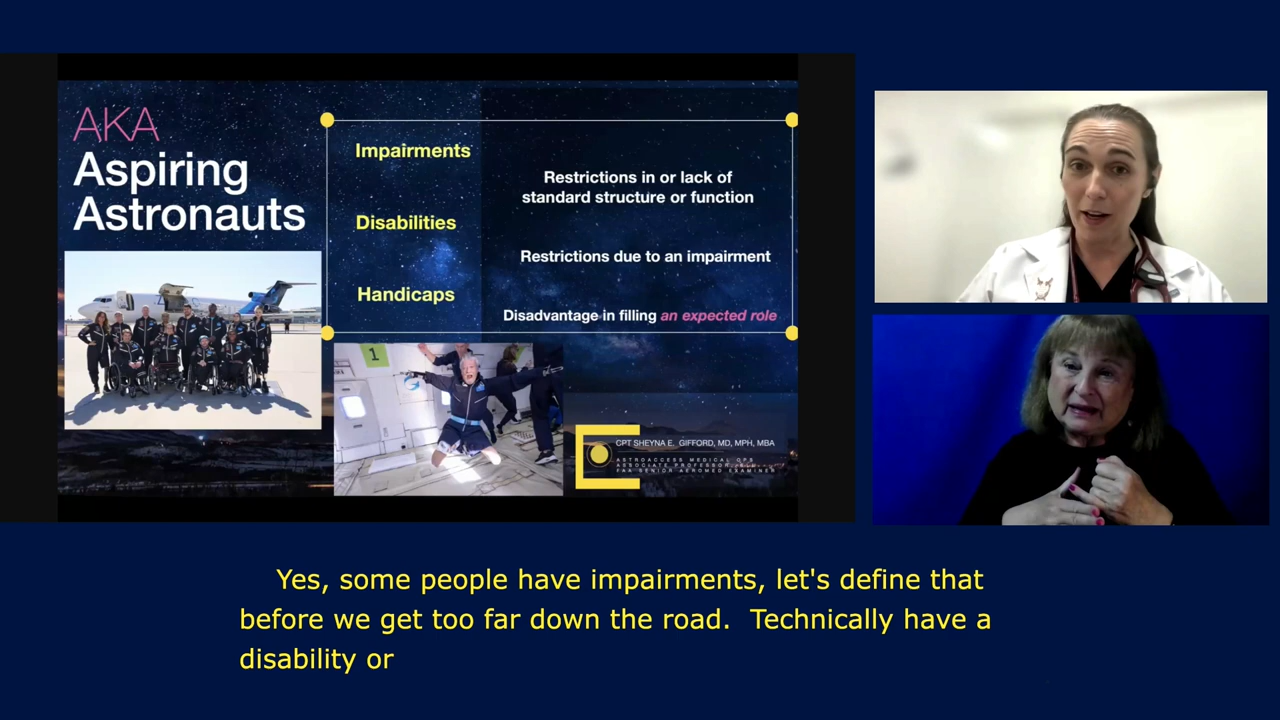 AKA
Aspiring
Astronauts
Impairments
Restrictions in or lack of
standard structure or function
Disabilities
Restrictions due to an impairment
Handicaps
Disadvantage in filling an expected role
1
CPT SHEYNA E. GIFFORD, MD, MPH, MBA
ASTROACCESS MEDICAL OPS
ASSOCIATE PROFESSOR,
FAA SENIOR AEROMED EXAMINER
Yes, some people have impairments, let's define that
before we get too far down the road. Technically have a
disability or